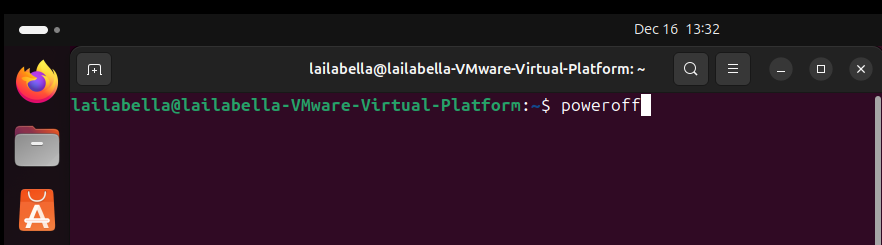 Dec 16 13:32
lailabella@lailabella-VMware-Virtual-Platform: ~
lailabella@lailabella-VMware-Virtual-Platform:~$ poweroff